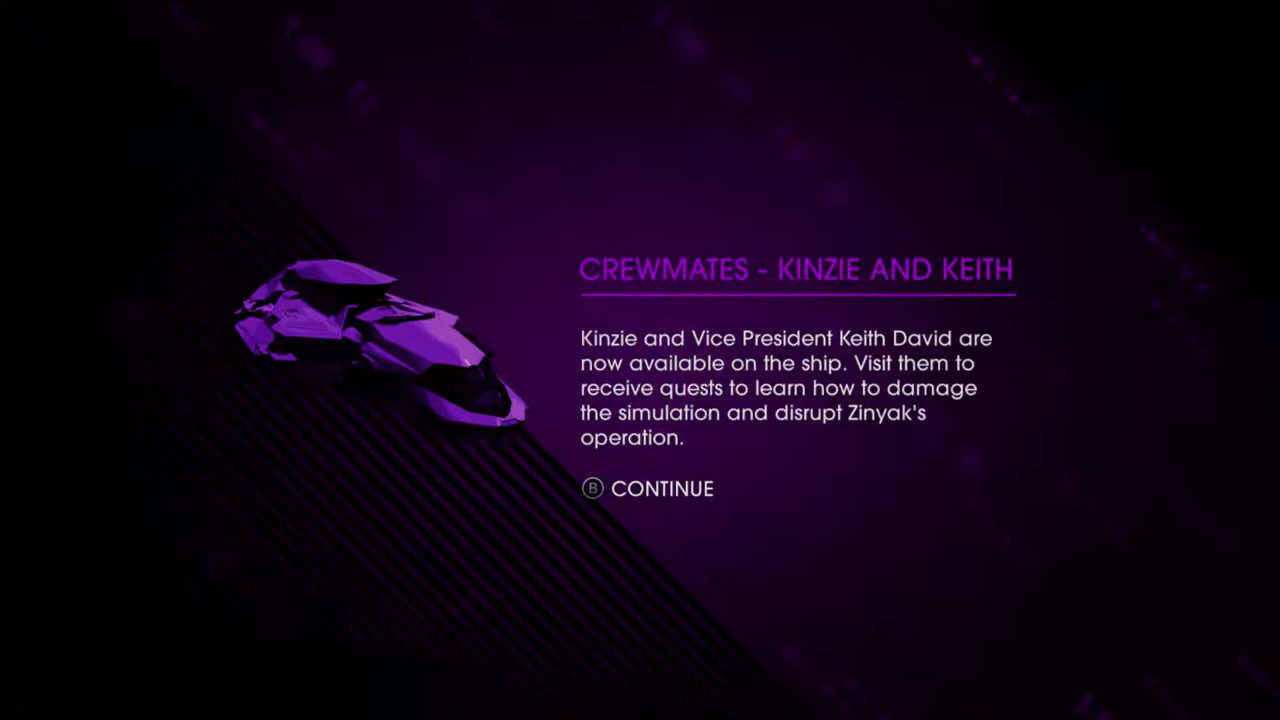 CREWMATES - KINZIE AND KEITH
Kinzie and Vice President Keith David are
now available on the ship. Visit them to
receive quests to learn how to damage
the simulation and disrupt Zinyak's
operation.
B CONTINUE